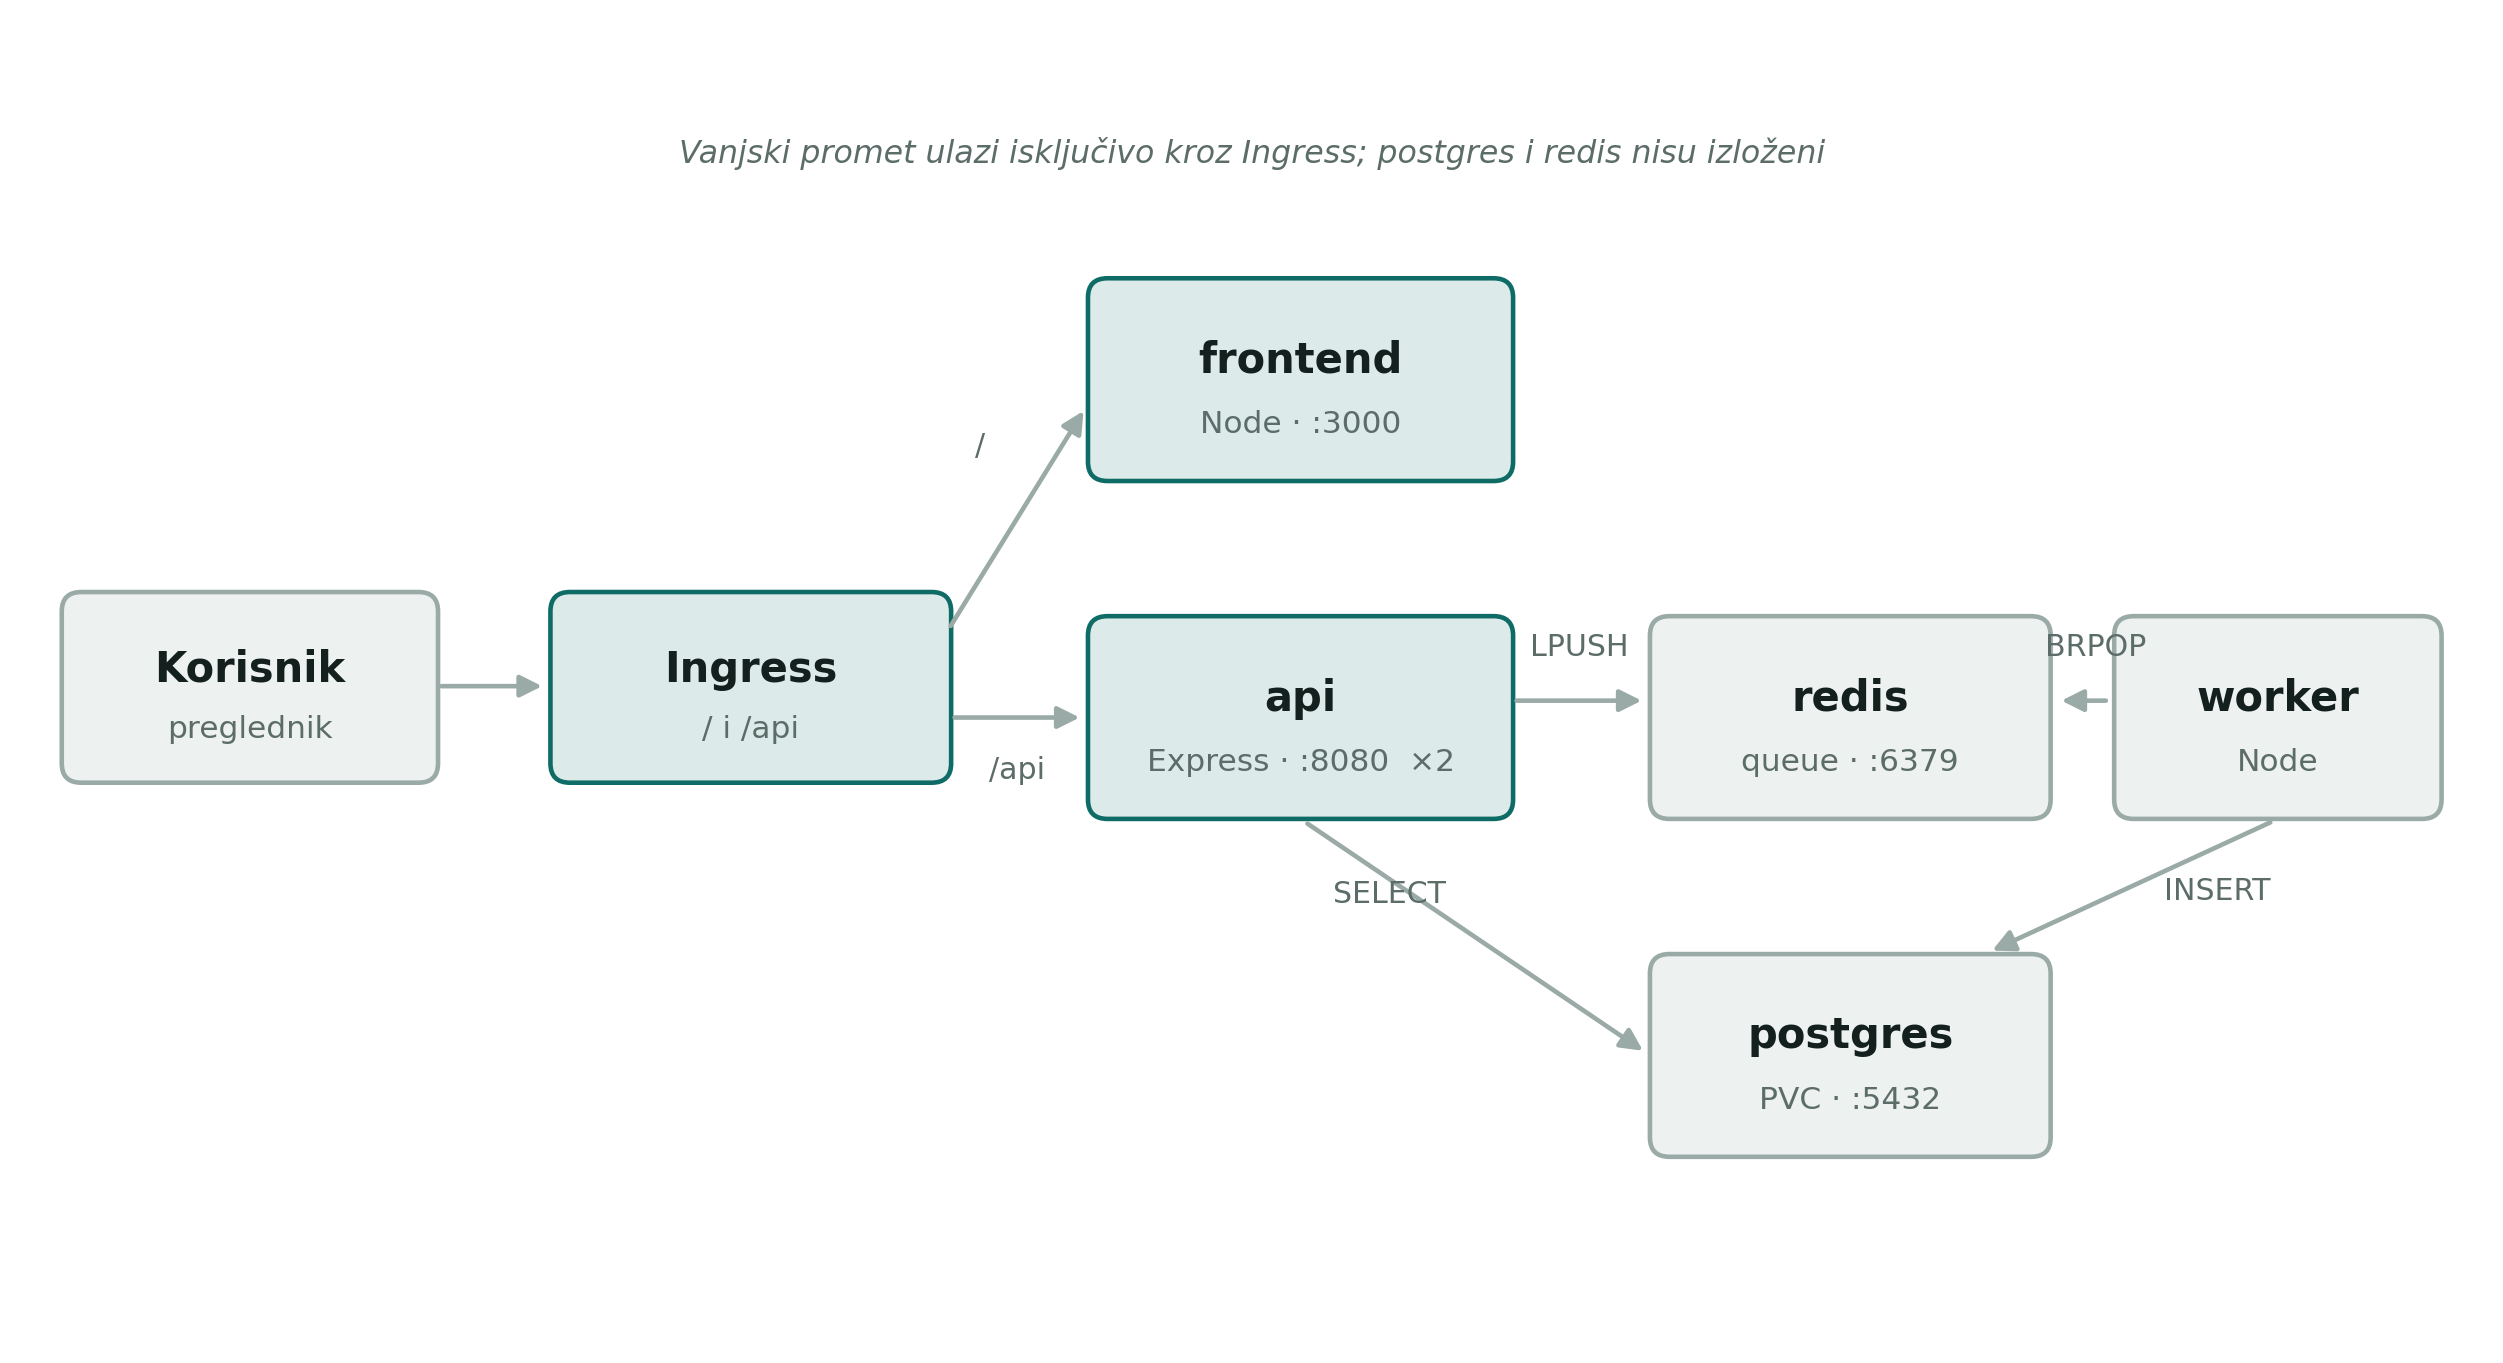 Vanjski promet ulazi isključivo kroz Ingress; postgres i redis nisu izloženi
frontend
Node · :3000
/
Korisnik
preglednik
Ingress
/ i /api
/api
api
Express · :8080 ×2
LPUSH
redis
queue · :6379
BRPOP
worker
Node
SELECT
INSERT
postgres
PVC · :5432